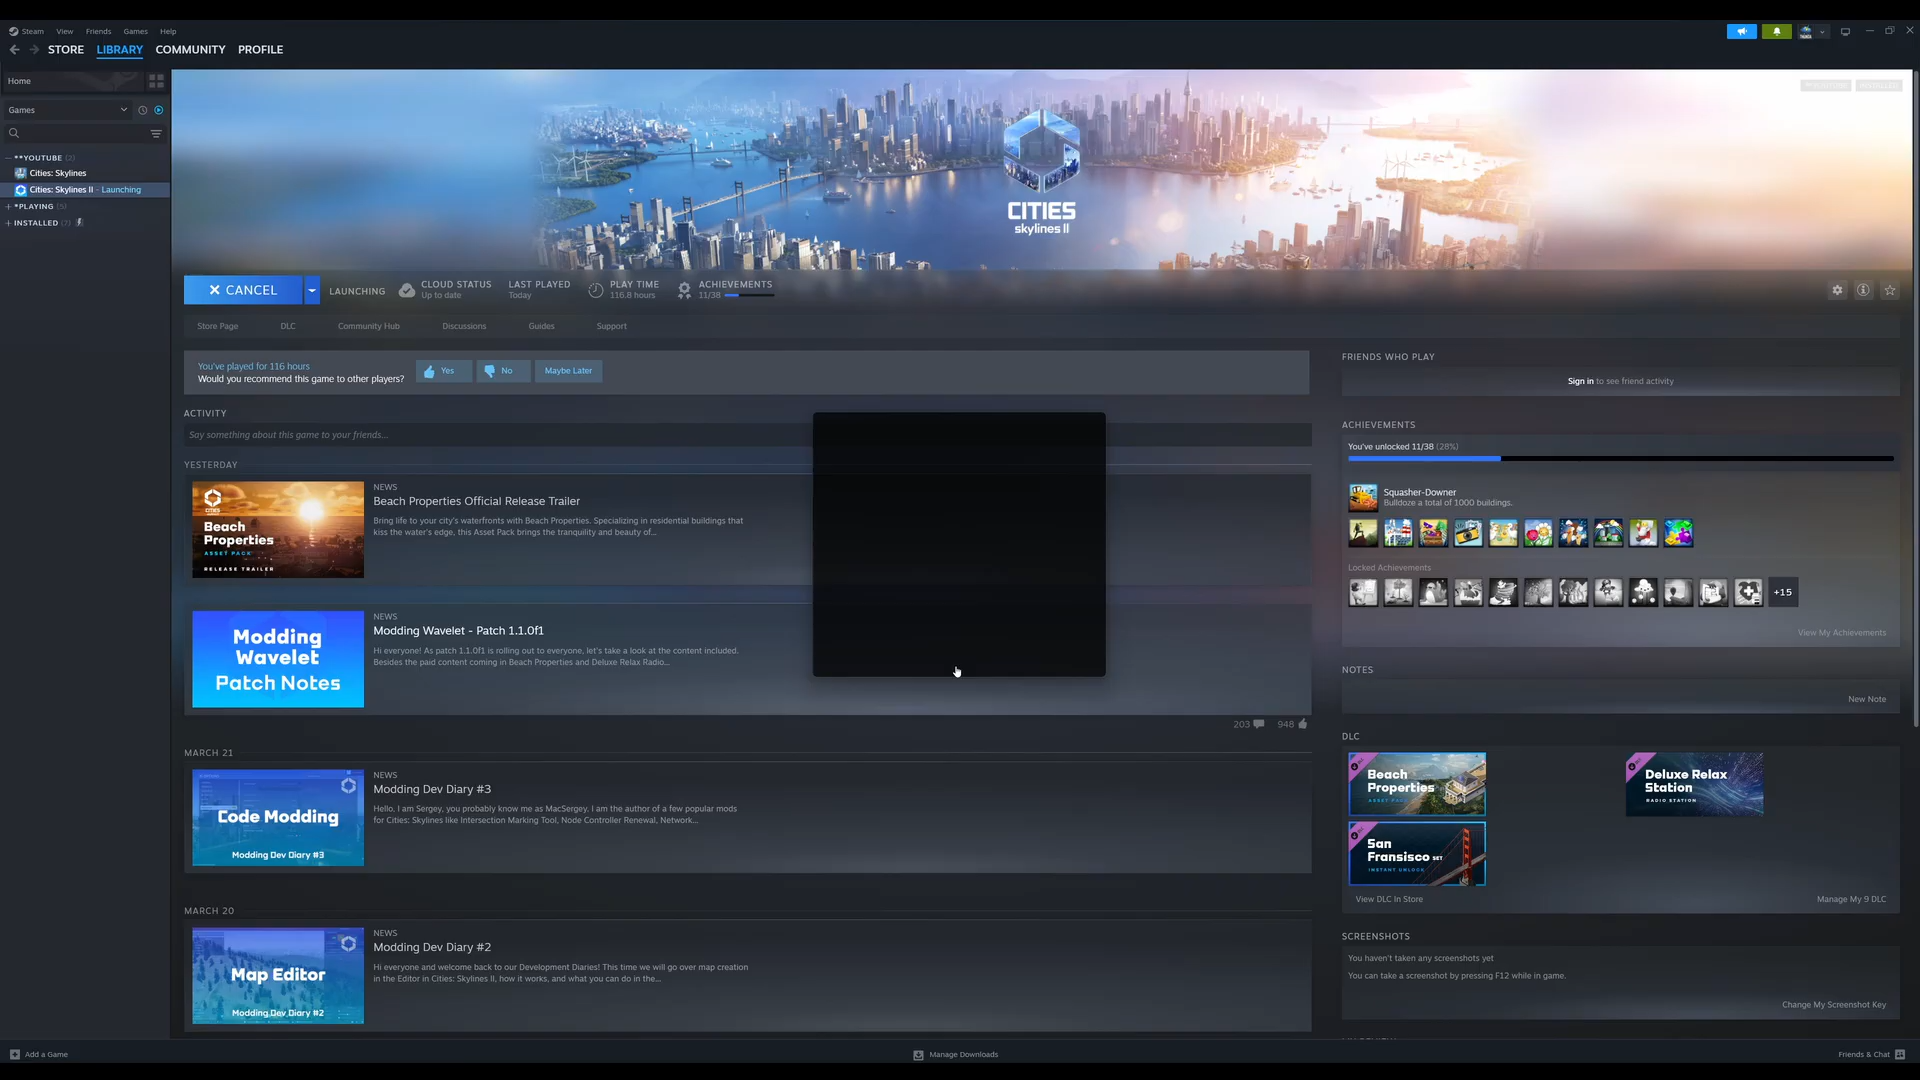 Steam View Friends Games Help
STORE LIBRARY COMMUNITY PROFILE
Home
Games
**YOUTUBE (2)
Cities: Skylines
Cities: Skylines II - Launching
*PLAYING (5)
INSTALLED (7)
CITIES
skylines II
CANCEL
LAUNCHING
CLOUD STATUS
Up to date
LAST PLAYED
Today
PLAY TIME
116.8 hours
ACHIEVEMENTS
11/38
Store Page DLC Community Hub Discussions Guides Support
You've played for 116 hours
Would you recommend this game to other players?
Yes No Maybe Later
ACTIVITY
Say something about this game to your friends...
YESTERDAY
CITIES
Beach
Properties
ASSET PACK
RELEASE TRAILER
NEWS
Beach Properties Official Release Trailer
Bring life to your city's waterfronts with Beach Properties. Specializing in residential buildings that
kiss the water's edge, this Asset Pack brings the tranquility and beauty of...
Modding
Wavelet
Patch Notes
NEWS
Modding Wavelet - Patch 1.1.0f1
Hi everyone! As patch 1.1.0f1 is rolling out to everyone, let's take a look at the content included.
Besides the paid content coming in Beach Properties and Deluxe Relax Radio...
203 948
MARCH 21
Code Modding
Modding Dev Diary #3
NEWS
Modding Dev Diary #3
Hello, I am Sergey, you probably know me as MacSergey. I am the author of a few popular mods
for Cities: Skylines like Intersection Marking Tool, Node Controller Renewal, Network...
MARCH 20
Map Editor
Modding Dev Diary #2
NEWS
Modding Dev Diary #2
Hi everyone and welcome back to our Development Diaries! This time we will go over map creation
in the Editor in Cities: Skylines II, how it works, and what you can do in the...
FRIENDS WHO PLAY
Sign in to see friend activity
ACHIEVEMENTS
You've unlocked 11/38 (28%)
Squasher-Downer
Bulldoze a total of 1000 buildings.
Locked Achievements
+15
View My Achievements
NOTES
New Note
DLC
Beach
Properties
ASSET PACK
Deluxe Relax
Station
RADIO STATION
San
Fransisco SET
INSTANT UNLOCK
View DLC In Store
Manage My 9 DLC
SCREENSHOTS
You haven't taken any screenshots yet
You can take a screenshot by pressing F12 while in game.
Change My Screenshot Key
Add a Game
Manage Downloads
Friends & Chat